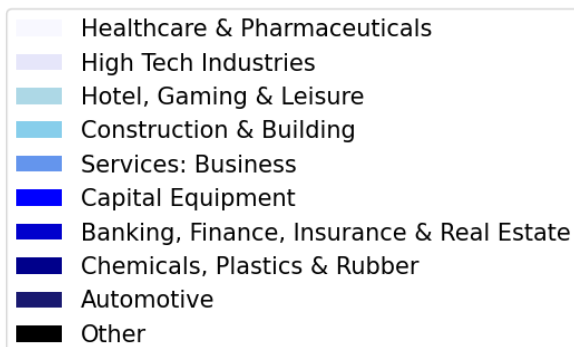 Healthcare & Pharmaceuticals
High Tech Industries
Hotel, Gaming & Leisure
Construction & Building
Services: Business
Capital Equipment
Banking, Finance, Insurance & Real Estate
Chemicals, Plastics & Rubber
Automotive
Other